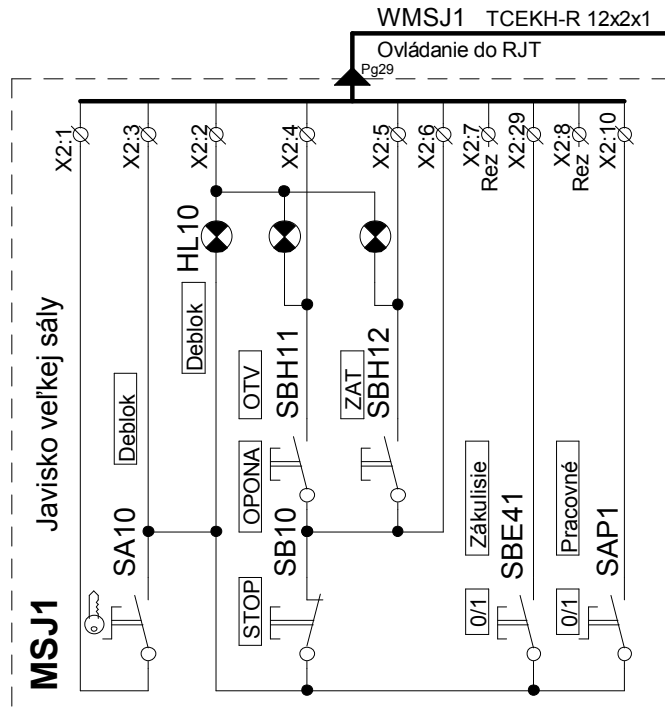 WMSJ1 TCEKH-R 12x2x1
Ovládanie do RJT
Pg29
X2:1
X2:3
X2:2
X2:4
X2:5
X2:6
X2:7
Rez
X2:29
X2:8
Rez
X2:10
MSJ1
Javisko veľkej sály
SA10
Deblok
HL10
Deblok
STOP
SB10
OPONA
OTV
SBH11
ZAT
SBH12
0/1
Zákulisie
SBE41
0/1
Pracovné
SAP1